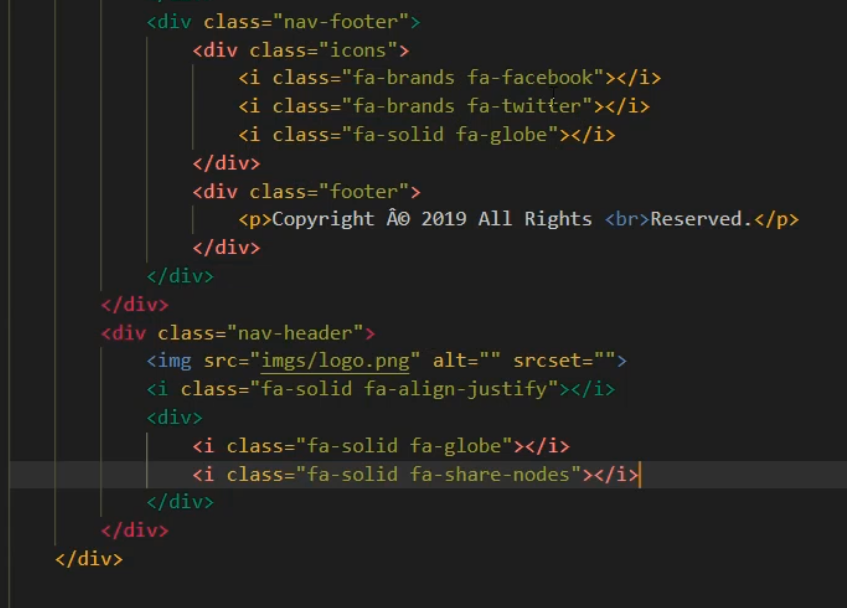 <div class="nav-footer">
<div class="icons">
<i class="fa-brands fa-facebook"></i>
<i class="fa-brands fa-twitter"></i>
<i class="fa-solid fa-globe"></i>
</div>
<div class="footer">
<p>Copyright Â© 2019 All Rights <br>Reserved.</p>
</div>
</div>
</div>
<div class="nav-header">
<img src="imgs/logo.png" alt="" srcset="">
<i class="fa-solid fa-align-justify"></i>
<div>
<i class="fa-solid fa-globe"></i>
<i class="fa-solid fa-share-nodes"></i>
</div>
</div>
</div>